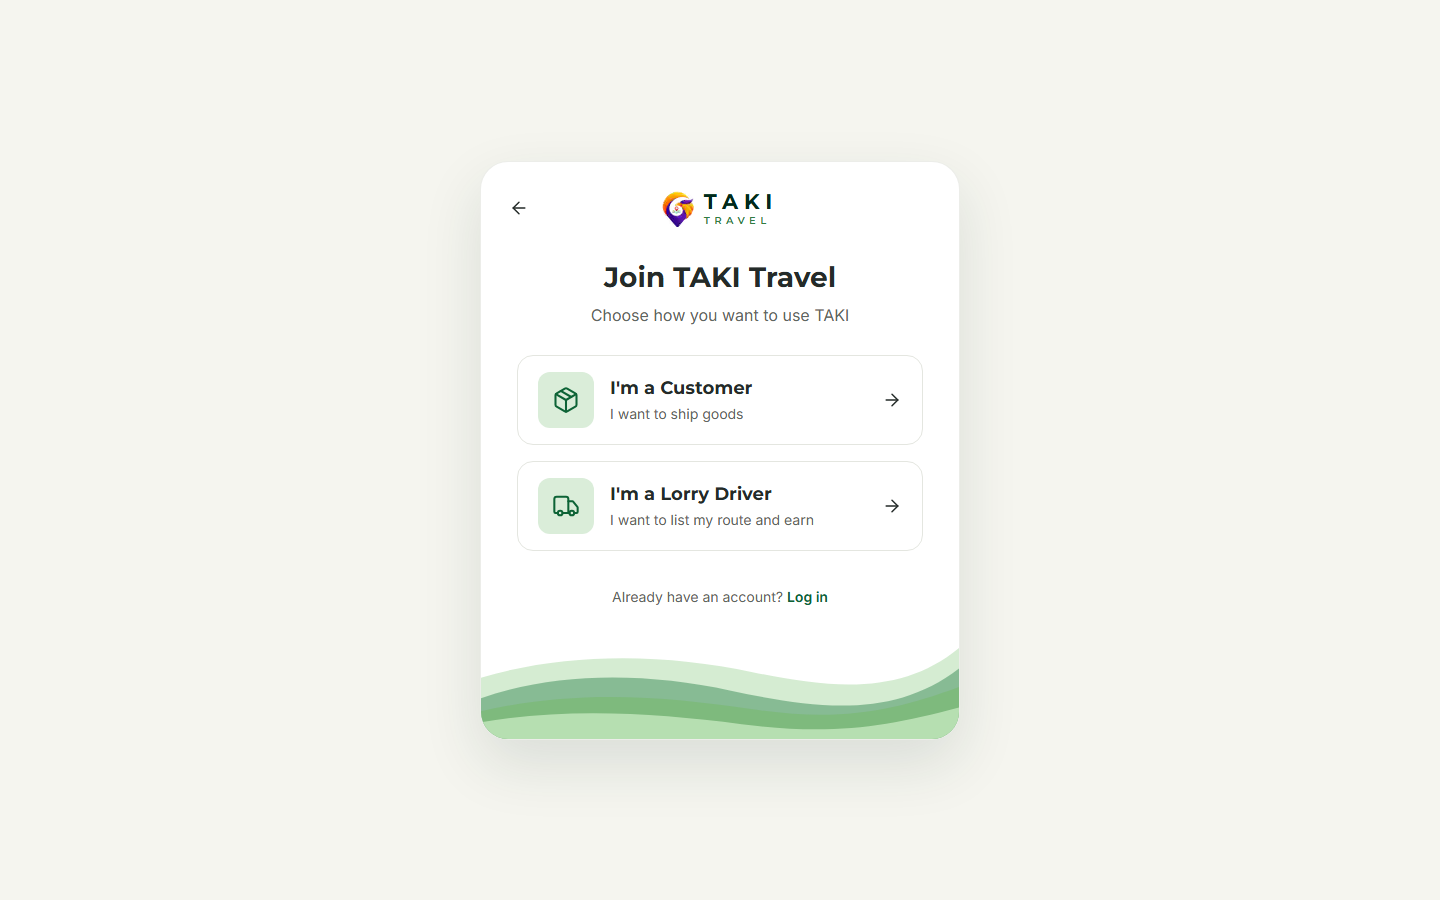 TAKI
TRAVEL
Join TAKI Travel
Choose how you want to use TAKI
I'm a Customer
I want to ship goods
I'm a Lorry Driver
I want to list my route and earn
Already have an account? Log in